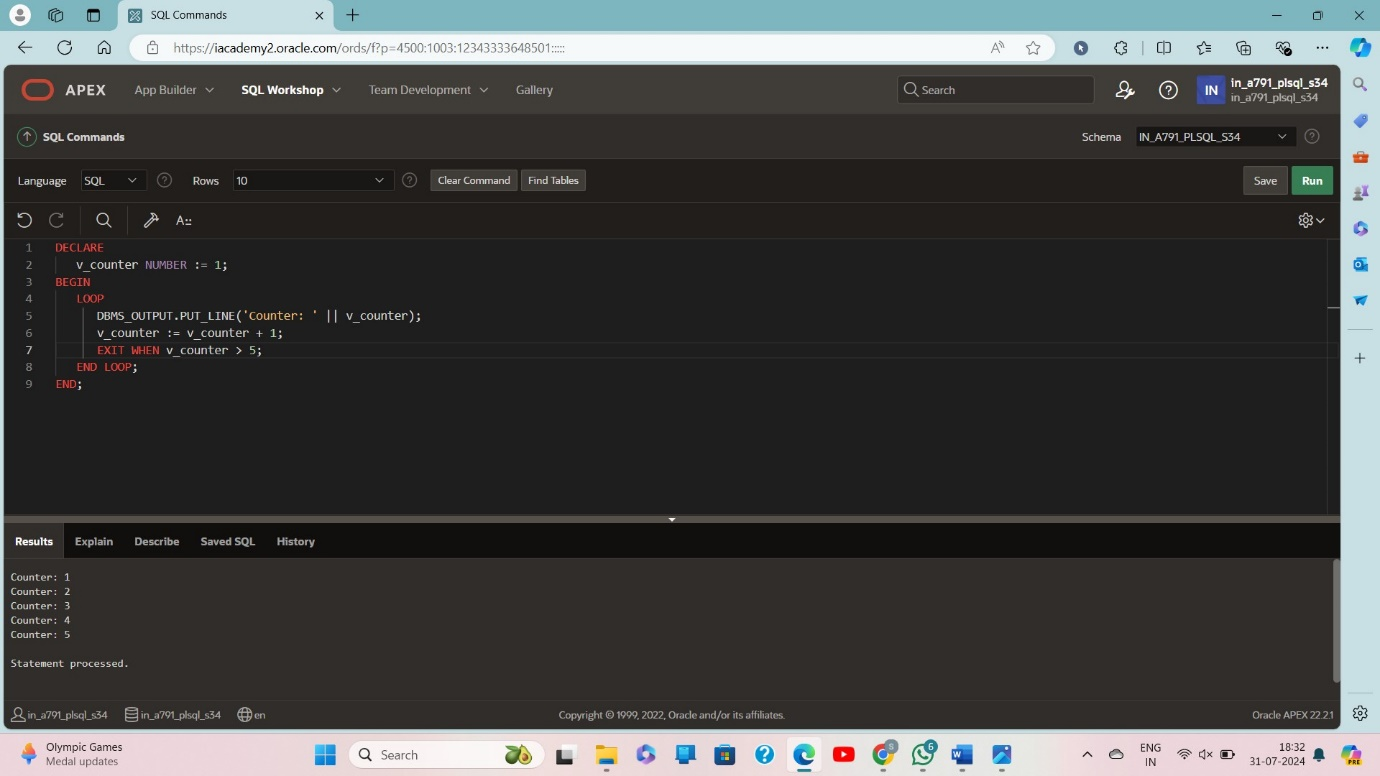 SQL Commands
https://iacademy2.oracle.com/ords/f?p=4500:1003:12343333648501:::::
APEX App Builder SQL Workshop Team Development Gallery Search IN in_a791_plsql_s34
in_a791_plsql_s34
SQL Commands Schema IN_A791_PLSQL_S34
Language SQL Rows 10 Clear Command Find Tables Save Run
A::
1 DECLARE
2 v_counter NUMBER := 1;
3 BEGIN
4 LOOP
5 DBMS_OUTPUT.PUT_LINE('Counter: ' || v_counter);
6 v_counter := v_counter + 1;
7 EXIT WHEN v_counter > 5;
8 END LOOP;
9 END;
Results Explain Describe Saved SQL History
Counter: 1
Counter: 2
Counter: 3
Counter: 4
Counter: 5
Statement processed.
in_a791_plsql_s34 in_a791_plsql_s34 en Copyright © 1999, 2022, Oracle and/or its affiliates. Oracle APEX 22.2.1
Olympic Games
Medal updates
Search
S
6
ENG
IN
18:32
31-07-2024
PRE